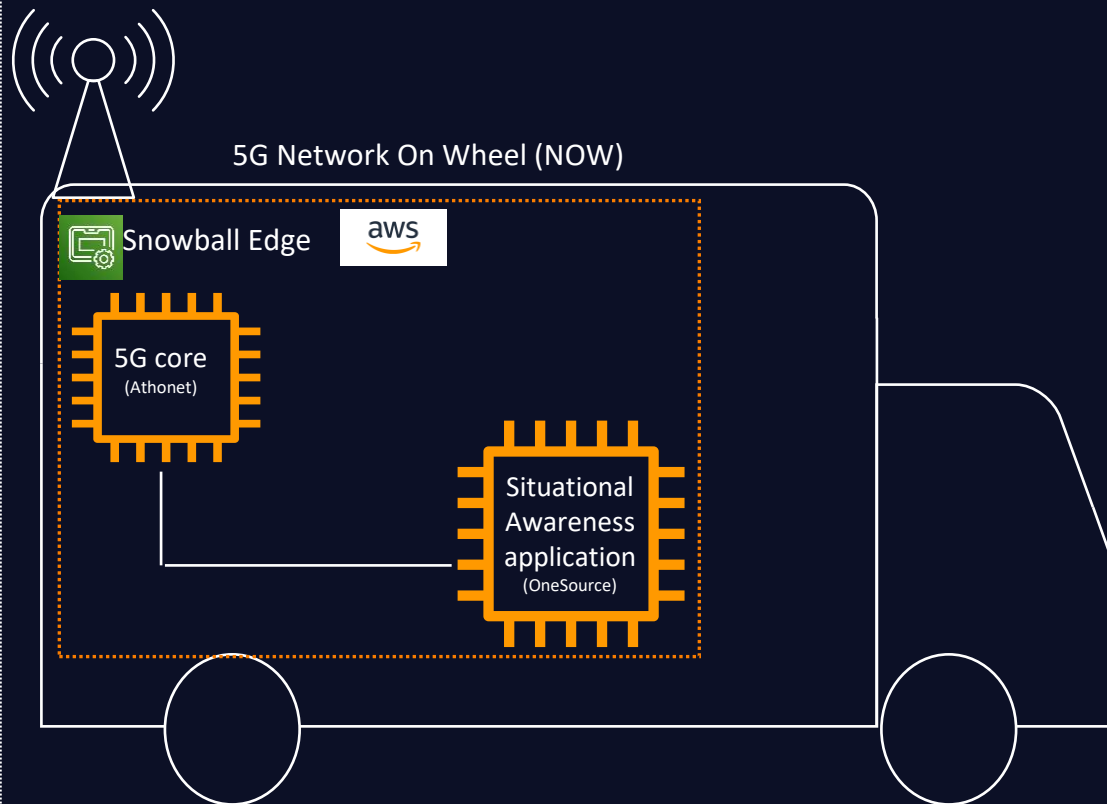 5G Network On Wheel (NOW)
Snowball Edge
aws
5G core
(Athonet)
Situational
Awareness
application
(OneSource)